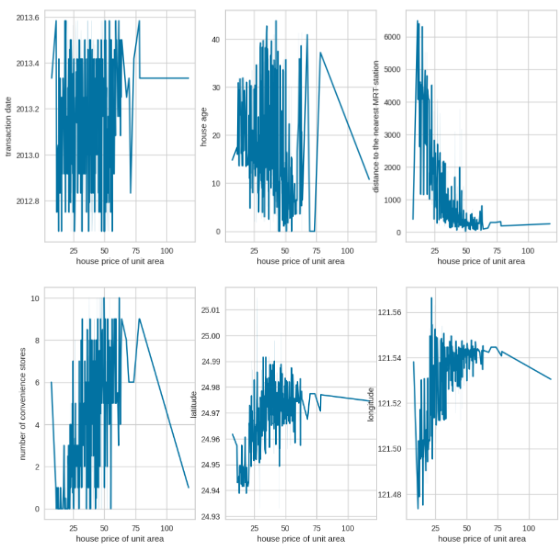 2013.6
2013.4
2013.2
2013.0
2012.8
transaction date
25 50 75 100
house price of unit area
40
30
20
10
0
house age
25 50 75 100
house price of unit area
6000
5000
4000
3000
2000
1000
0
distance to the nearest MRT station
25 50 75 100
house price of unit area
10
8
6
4
2
0
number of convenience stores
25 50 75 100
house price of unit area
25.01
25.00
24.99
24.98
24.97
24.96
24.95
24.94
24.93
latitude
25 50 75 100
house price of unit area
121.56
121.54
121.52
121.50
121.48
longitude
25 50 75 100
house price of unit area